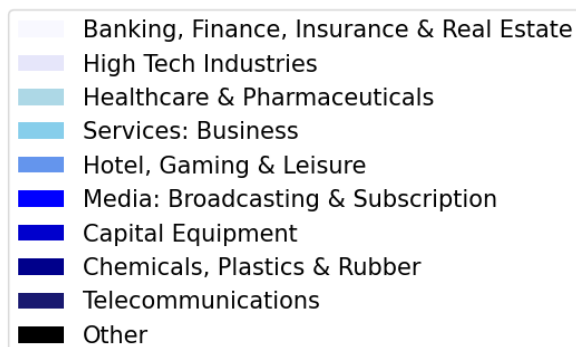 Banking, Finance, Insurance & Real Estate
High Tech Industries
Healthcare & Pharmaceuticals
Services: Business
Hotel, Gaming & Leisure
Media: Broadcasting & Subscription
Capital Equipment
Chemicals, Plastics & Rubber
Telecommunications
Other